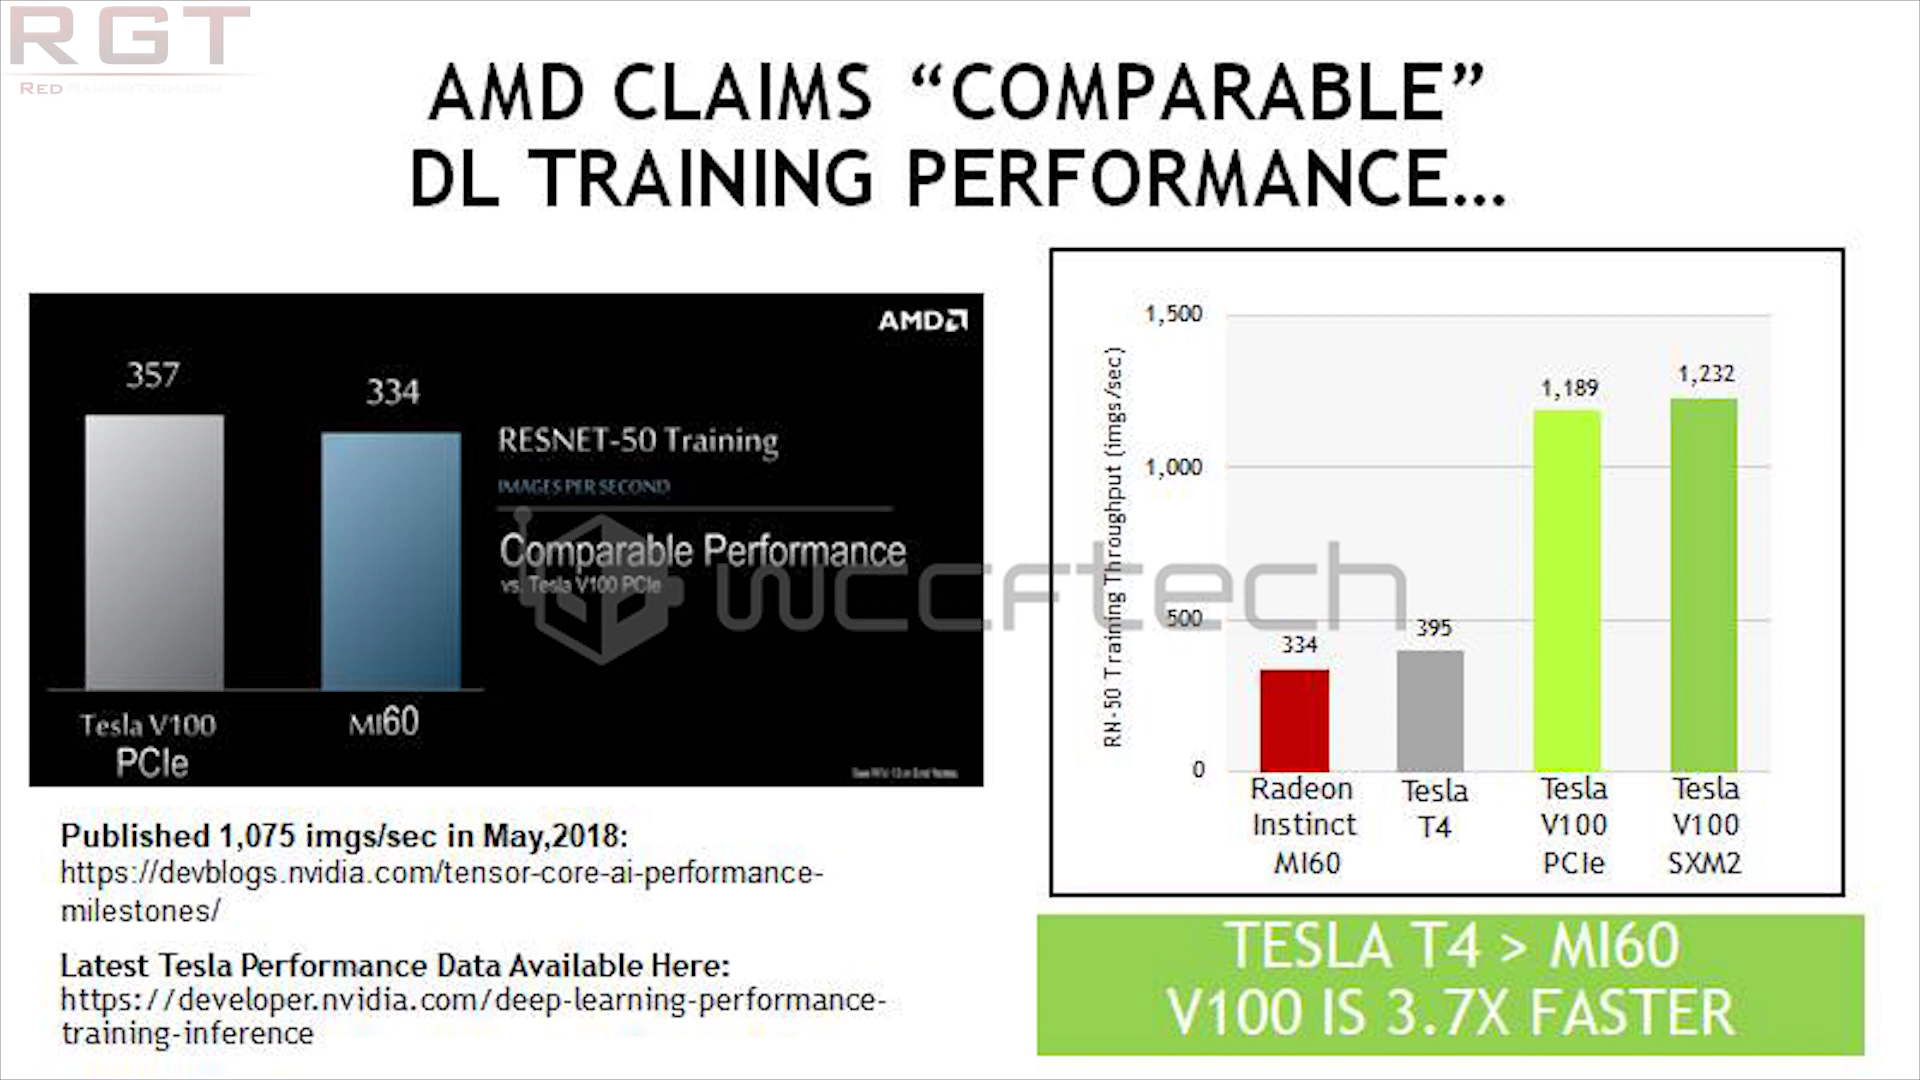 RGT
RED GAMINGTECH.COM
AMD CLAIMS “COMPARABLE”
DL TRAINING PERFORMANCE...
AMD
357
334
RESNET-50 Training
IMAGES PER SECOND
Comparable Performance
vs. Tesla V100 PCIe
Tesla V100
PCIe
MI60
wccftech
Published 1,075 imgs/sec in May,2018:
https://devblogs.nvidia.com/tensor-core-ai-performance-
milestones/
Latest Tesla Performance Data Available Here:
https://developer.nvidia.com/deep-learning-performance-
training-inference
RN-50 Training Throughput (imgs/sec)
1,500
1,000
500
0
334
395
1,189
1,232
Radeon
Instinct
MI60
Tesla
T4
Tesla
V100
PCIe
Tesla
V100
SXM2
TESLA T4 > MI60
V100 IS 3.7X FASTER